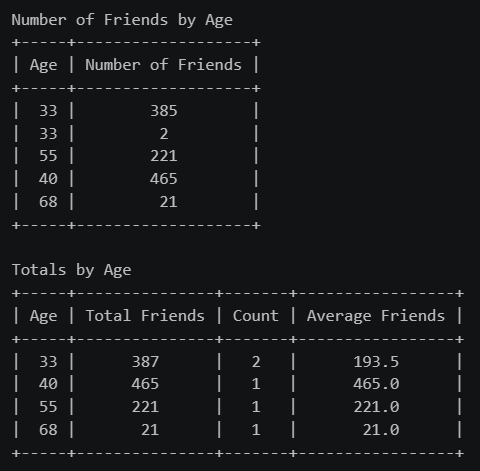 Number of Friends by Age
+-----+-------------------+
| Age | Number of Friends |
+-----+-------------------+
|  33 |        385        |
|  33 |         2         |
|  55 |        221        |
|  40 |        465        |
|  68 |         21        |
+-----+-------------------+

Totals by Age
+-----+---------------+-------+-----------------+
| Age | Total Friends | Count | Average Friends |
+-----+---------------+-------+-----------------+
|  33 |      387      |   2   |      193.5      |
|  40 |      465      |   1   |      465.0      |
|  55 |      221      |   1   |      221.0      |
|  68 |       21      |   1   |       21.0      |
+-----+---------------+-------+-----------------+